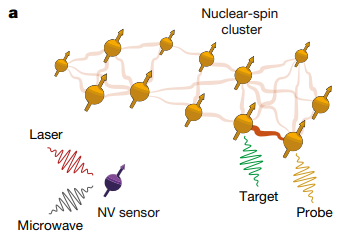 a
Nuclear-spin
cluster
Laser
NV sensor
Microwave
Target
Probe